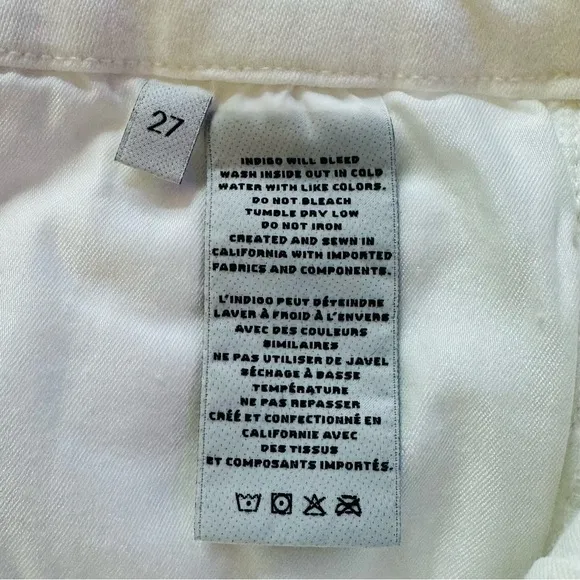 27
INDIGO WILL BLEED
WASH INSIDE OUT IN COLD
WATER WITH LIKE COLORS.
DO NOT BLEACH
TUMBLE DRY LOW
DO NOT IRON
CREATED AND SEWN IN
CALIFORNIA WITH IMPORTED
FABRICS AND COMPONENTS.
L'INDIGO PEUT DÉTEINDRE
LAVER À FROID À L'ENVERS
AVEC DES COULEURS
SIMILAIRES
NE PAS UTILISER DE JAVEL
SÉCHAGE À BASSE
TEMPÉRATURE
NE PAS REPASSER
CRÉÉ ET CONFECTIONNÉ EN
CALIFORNIE AVEC
DES TISSUS
ET COMPOSANTS IMPORTÉS.